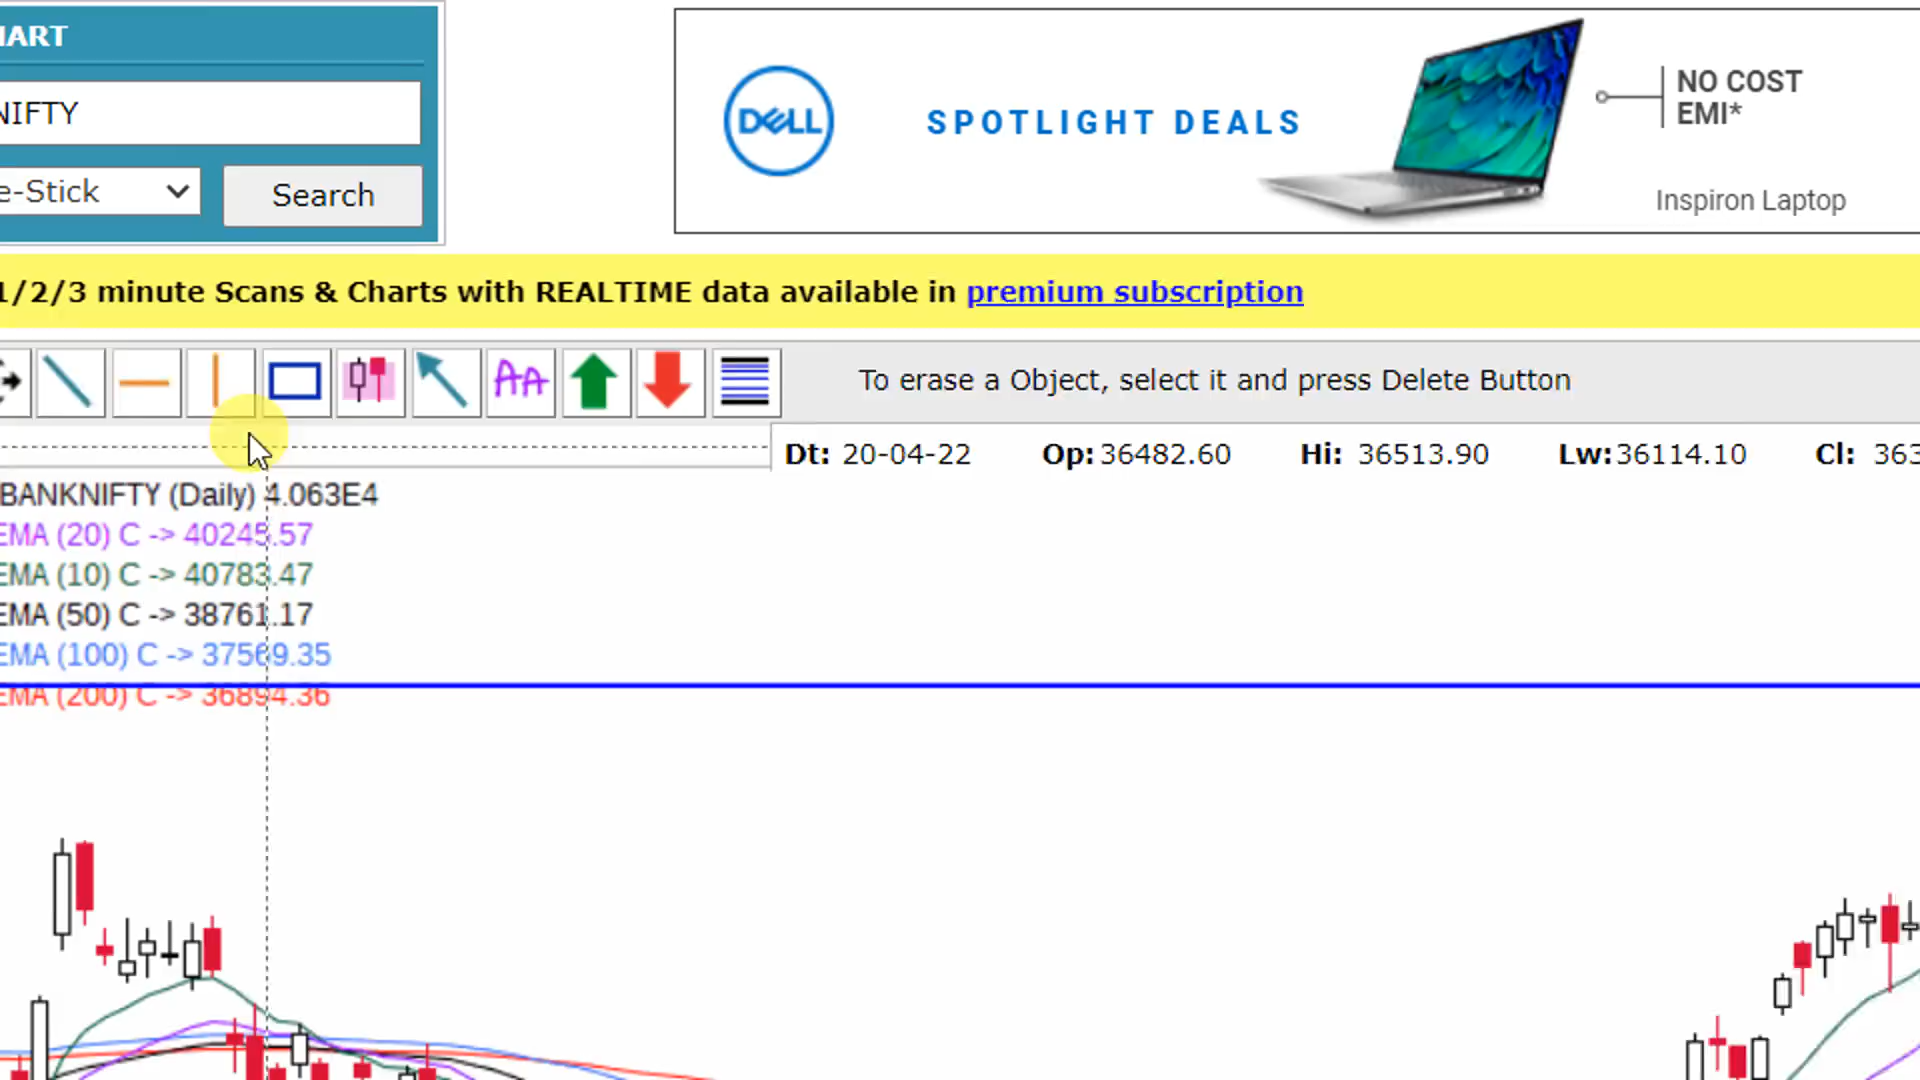 HART
NIFTY
e-Stick
Search
DELL
SPOTLIGHT DEALS
NO COST
EMI*
Inspiron Laptop
1/2/3 minute Scans & Charts with REALTIME data available in premium subscription
AA
To erase a Object, select it and press Delete Button
Dt: 20-04-22 Op: 36482.60 Hi: 36513.90 Lw: 36114.10 Cl: 363
BANKNIFTY (Daily) 4.063E4
EMA (20) C -> 40245.57
EMA (10) C -> 40783.47
EMA (50) C -> 38761.17
EMA (100) C -> 37569.35
EMA (200) C -> 36894.36